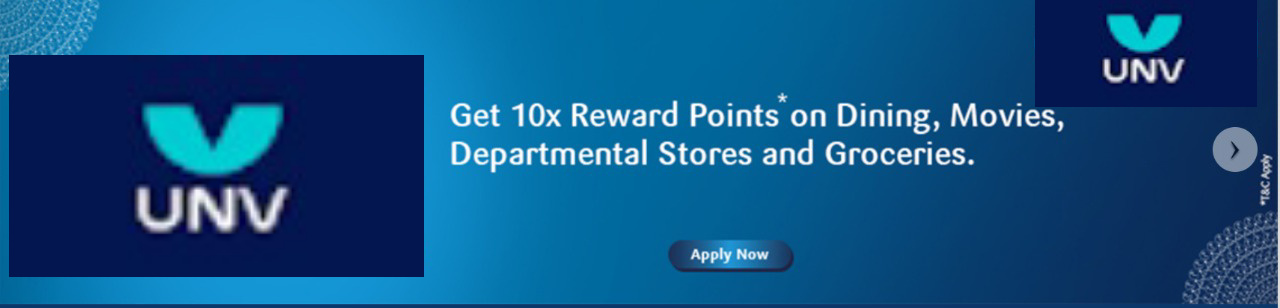 UNV
UNV
Get 10x Reward Points* on Dining, Movies,
Departmental Stores and Groceries.
*T&C Apply
Apply Now